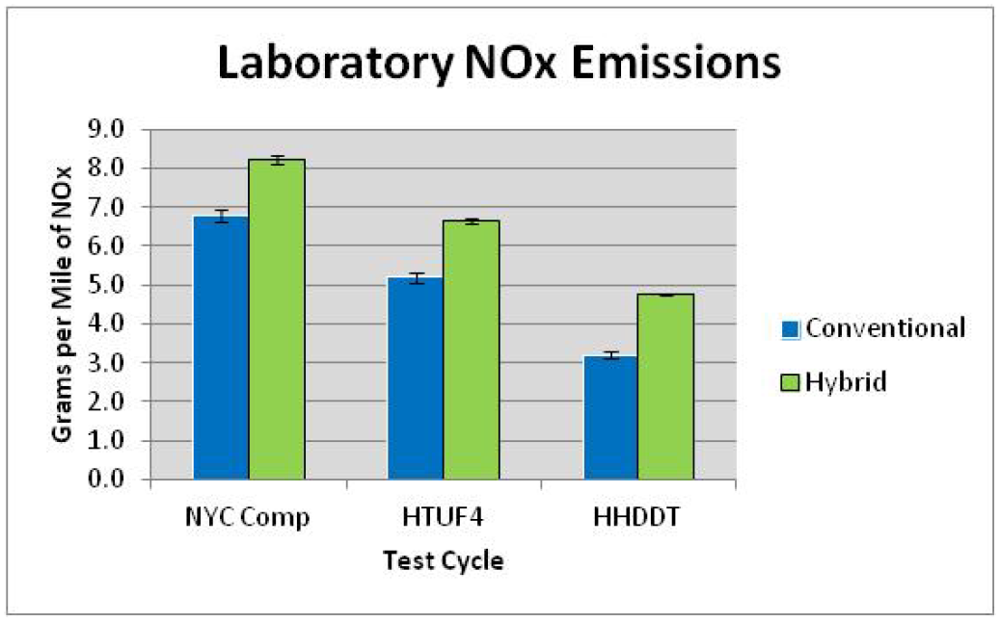 Laboratory NOx Emissions
Grams per Mile of NOx
9.0
8.0
7.0
6.0
5.0
4.0
3.0
2.0
1.0
0.0
NYC Comp HTUF4 HHDDT
Test Cycle
Conventional
Hybrid